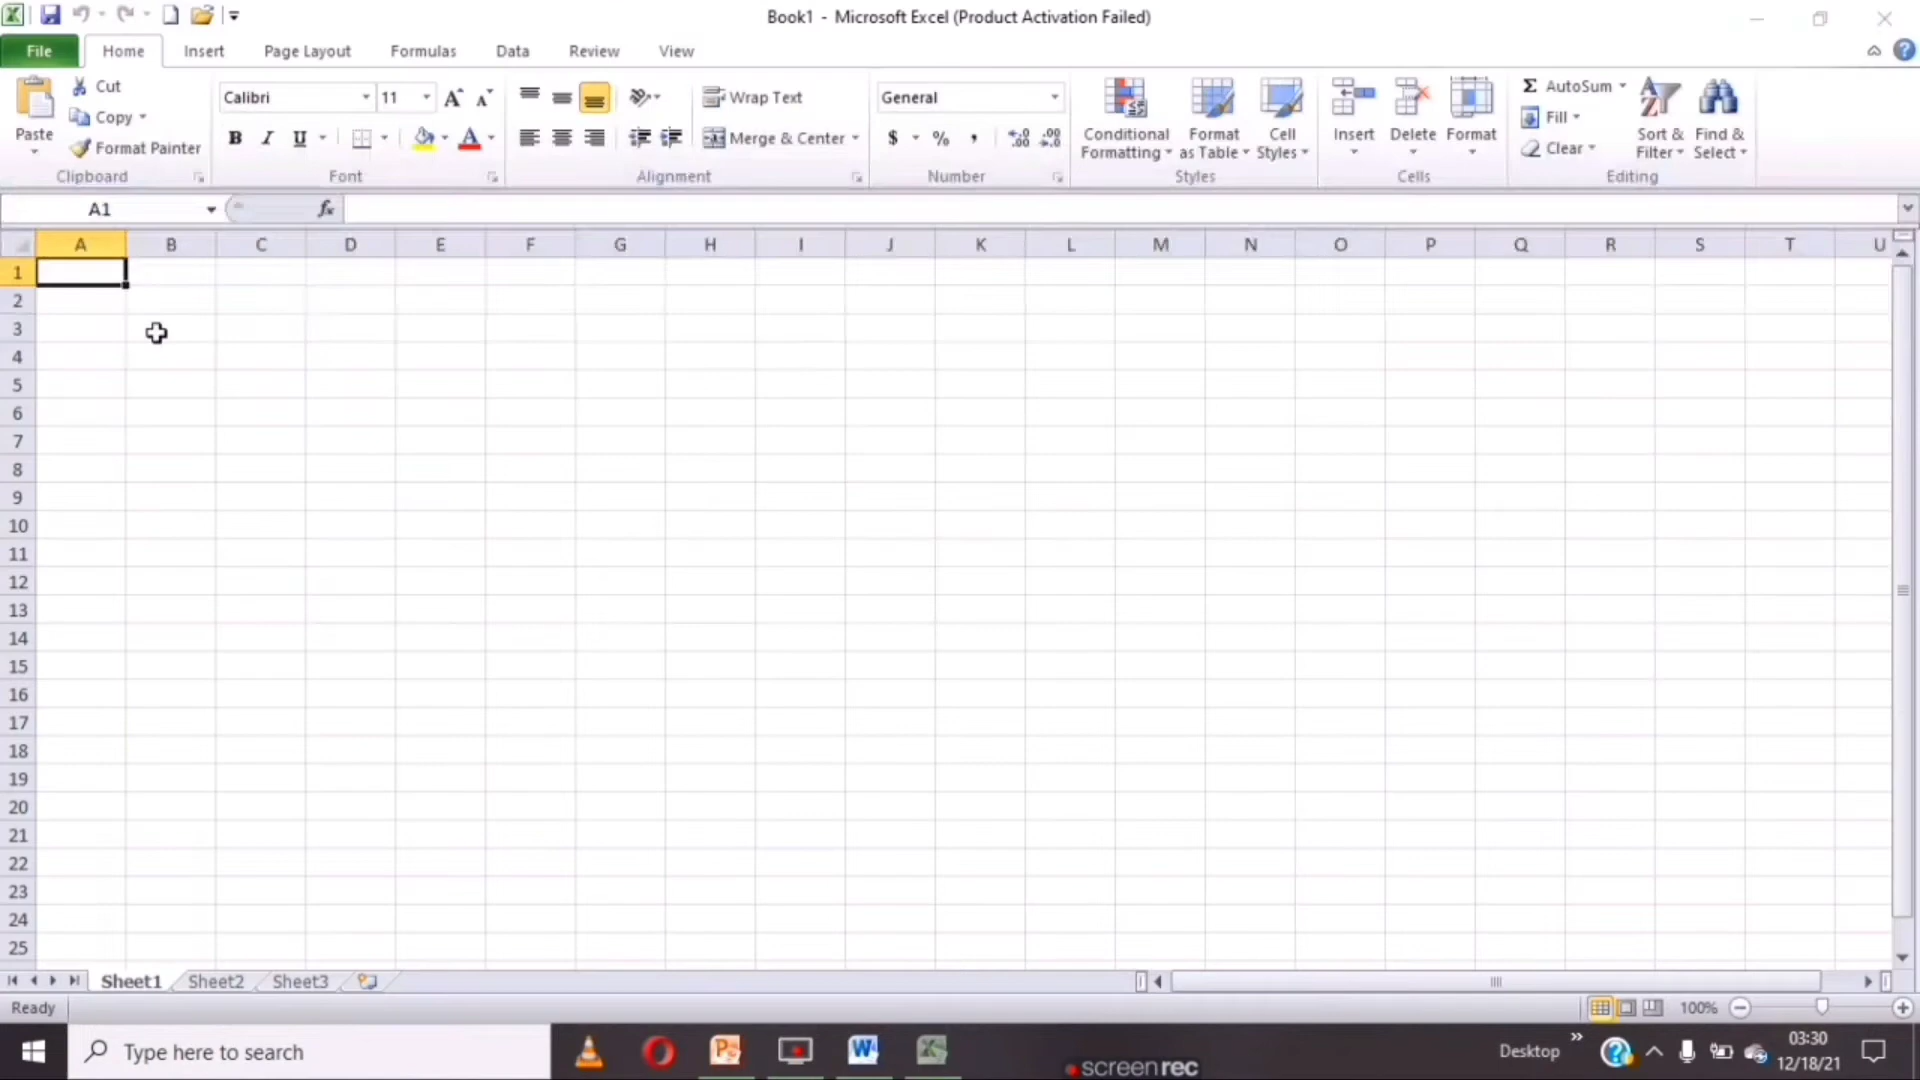 Book1 - Microsoft Excel (Product Activation Failed)
File Home Insert Page Layout Formulas Data Review View
Paste
Cut
Copy
Format Painter
Clipboard
Calibri 11
B I U
Font
Wrap Text
Merge & Center
Alignment
General
$ % ,
Number
Conditional Formatting
Format as Table
Cell Styles
Styles
Insert Delete Format
Cells
Σ AutoSum
Fill
Clear
Sort & Filter
Find & Select
Editing
A1 fx
A B C D E F G H I J K L M N O P Q R S T U
1
2
3
4
5
6
7
8
9
10
11
12
13
14
15
16
17
18
19
20
21
22
23
24
25
Sheet1 Sheet2 Sheet3
Ready 100%
Type here to search
screenrec
Desktop
03:30
12/18/21